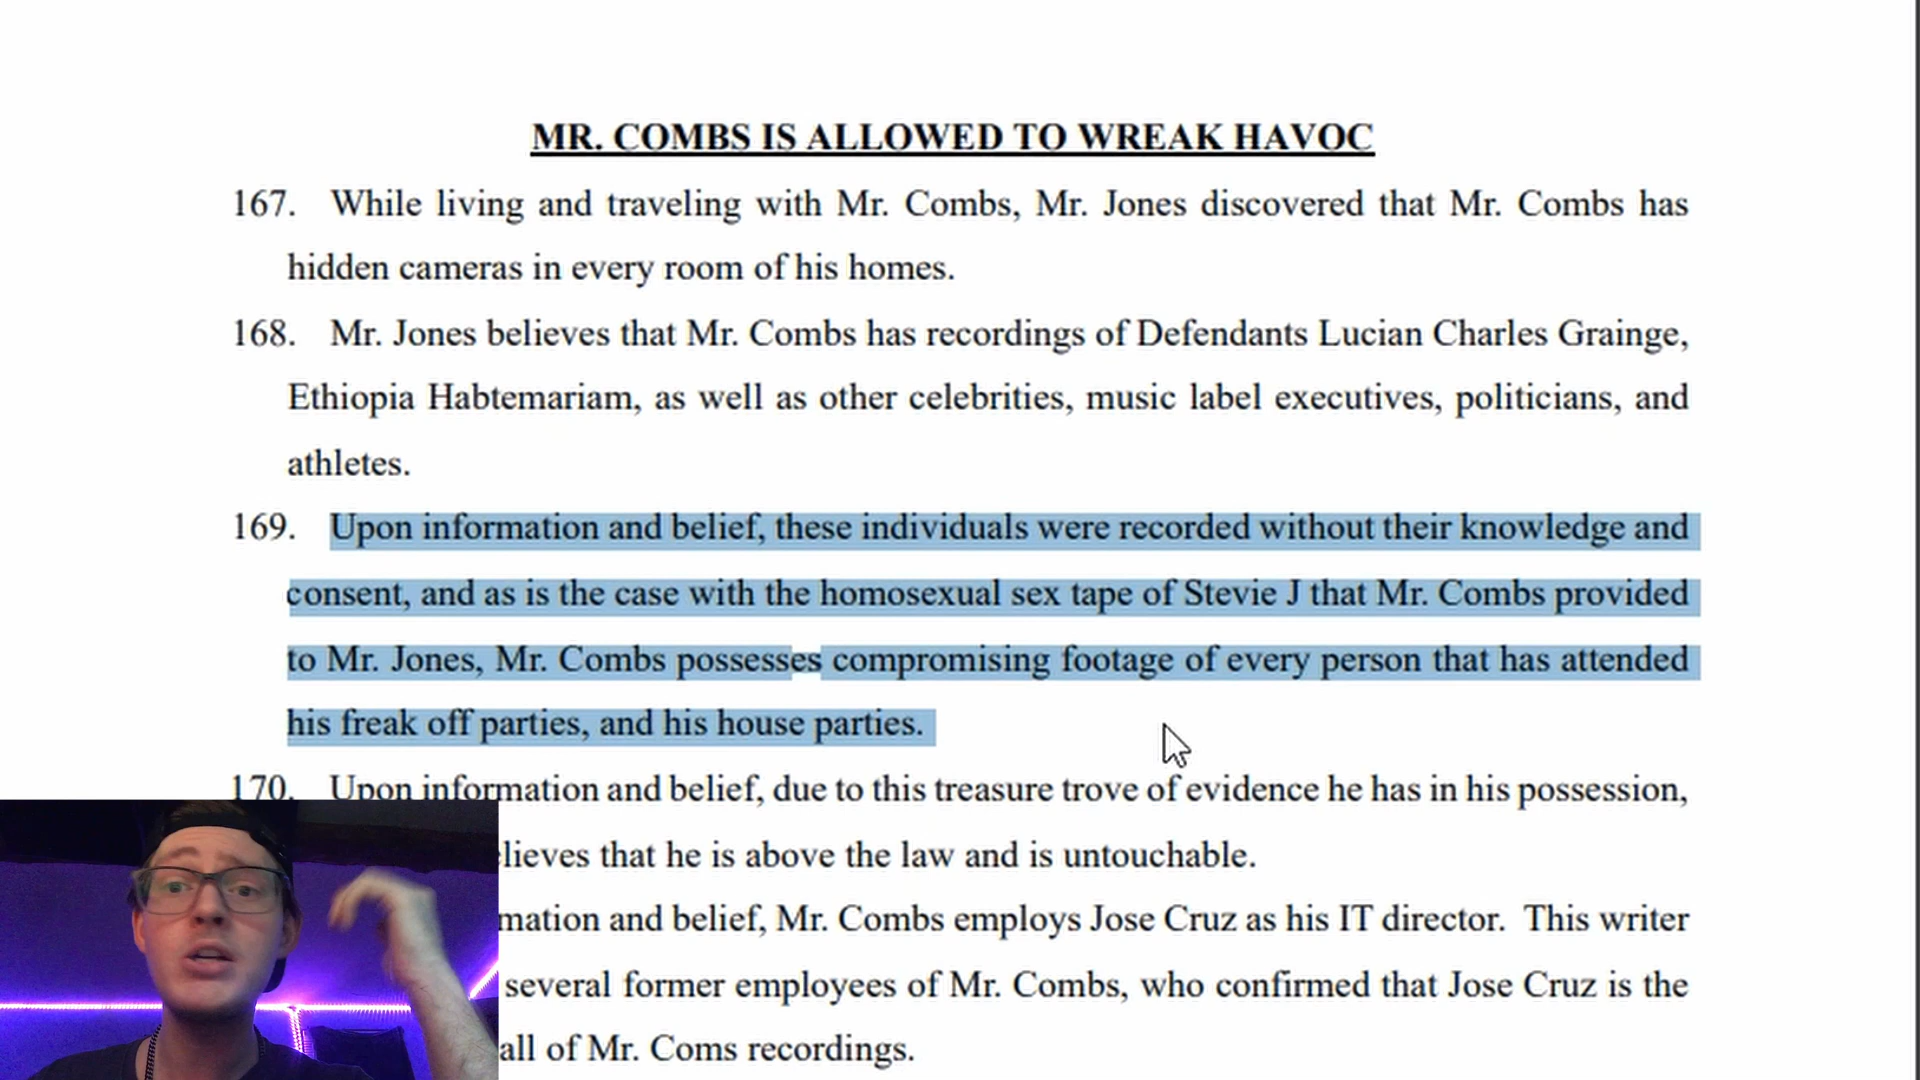 MR. COMBS IS ALLOWED TO WREAK HAVOC
167. While living and traveling with Mr. Combs, Mr. Jones discovered that Mr. Combs has
hidden cameras in every room of his homes.
168. Mr. Jones believes that Mr. Combs has recordings of Defendants Lucian Charles Grainge,
Ethiopia Habtemariam, as well as other celebrities, music label executives, politicians, and
athletes.
169. Upon information and belief, these individuals were recorded without their knowledge and
consent, and as is the case with the homosexual sex tape of Stevie J that Mr. Combs provided
to Mr. Jones, Mr. Combs possesses compromising footage of every person that has attended
his freak off parties, and his house parties.
170. Upon information and belief, due to this treasure trove of evidence he has in his possession,
lieves that he is above the law and is untouchable.
mation and belief, Mr. Combs employs Jose Cruz as his IT director. This writer
several former employees of Mr. Combs, who confirmed that Jose Cruz is the
all of Mr. Coms recordings.